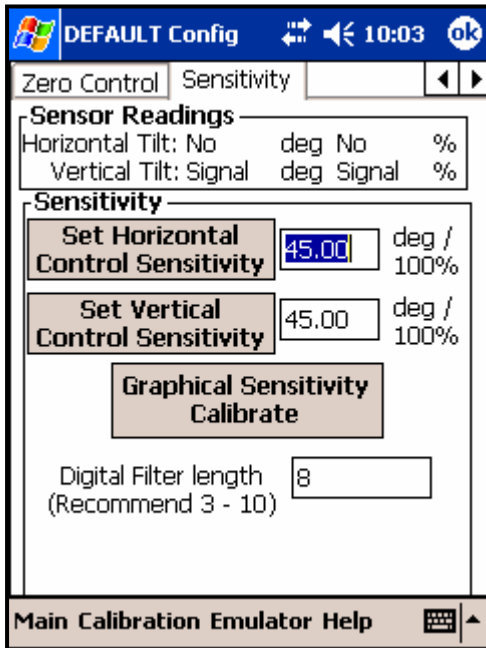 DEFAULT Config 10:03 ok
Zero Control Sensitivity
Sensor Readings
Horizontal Tilt: No deg No %
Vertical Tilt: Signal deg Signal %
Sensitivity
Set Horizontal
Control Sensitivity
45.00
deg /
100%
Set Vertical
Control Sensitivity
45.00
deg /
100%
Graphical Sensitivity
Calibrate
Digital Filter length
(Recommend 3 - 10)
8
Main Calibration Emulator Help